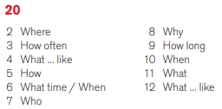 20
2 Where
3 How often
4 What ... like
5 How
6 What time / When
7 Who
8 Why
9 How long
10 When
11 What
12 What ... like